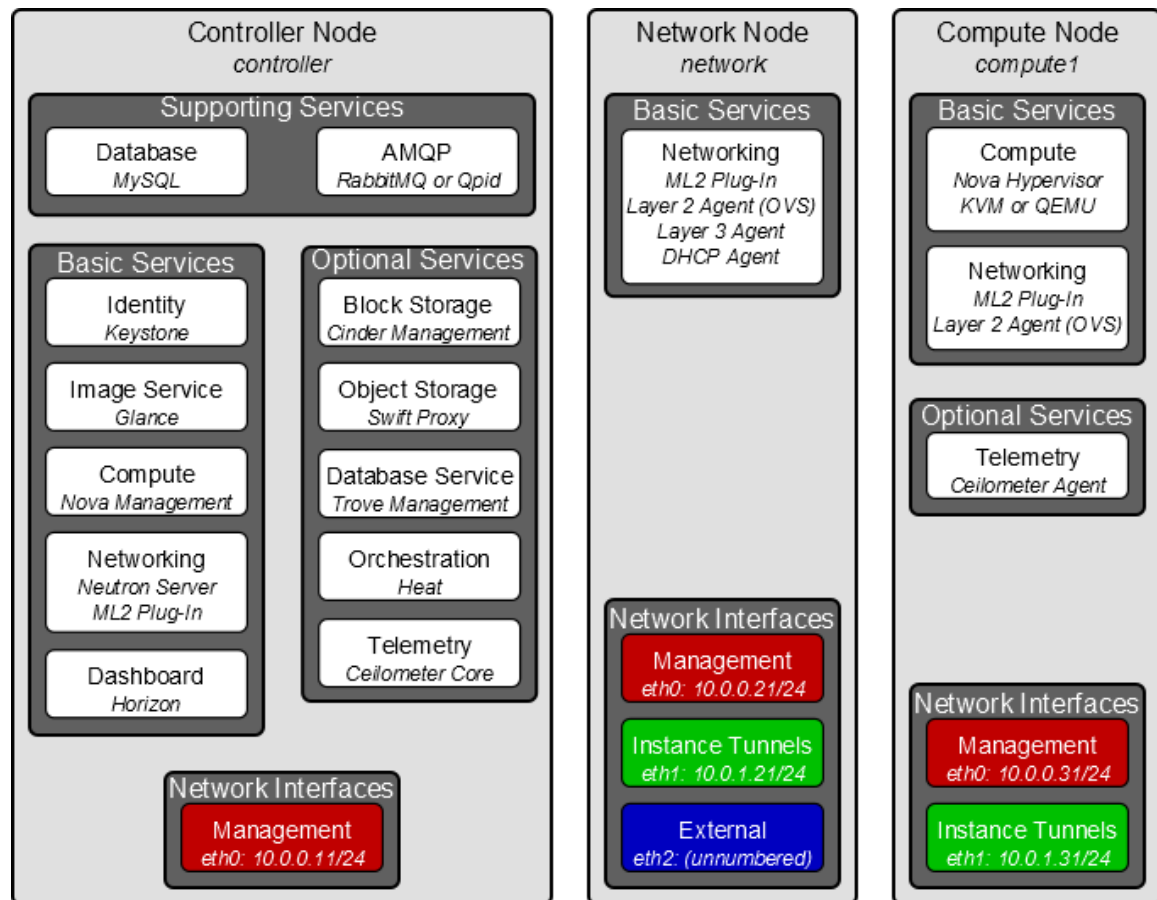 Controller Node
controller
Supporting Services
Database
MySQL
AMQP
RabbitMQ or Qpid
Basic Services
Identity
Keystone
Image Service
Glance
Compute
Nova Management
Networking
Neutron Server
ML2 Plug-In
Dashboard
Horizon
Optional Services
Block Storage
Cinder Management
Object Storage
Swift Proxy
Database Service
Trove Management
Orchestration
Heat
Telemetry
Ceilometer Core
Network Interfaces
Management
eth0: 10.0.0.11/24
Network Node
network
Basic Services
Networking
ML2 Plug-In
Layer 2 Agent (OVS)
Layer 3 Agent
DHCP Agent
Network Interfaces
Management
eth0: 10.0.0.21/24
Instance Tunnels
eth1: 10.0.1.21/24
External
eth2: (unnumbered)
Compute Node
compute1
Basic Services
Compute
Nova Hypervisor
KVM or QEMU
Networking
ML2 Plug-In
Layer 2 Agent (OVS)
Optional Services
Telemetry
Ceilometer Agent
Network Interfaces
Management
eth0: 10.0.0.31/24
Instance Tunnels
eth1: 10.0.1.31/24